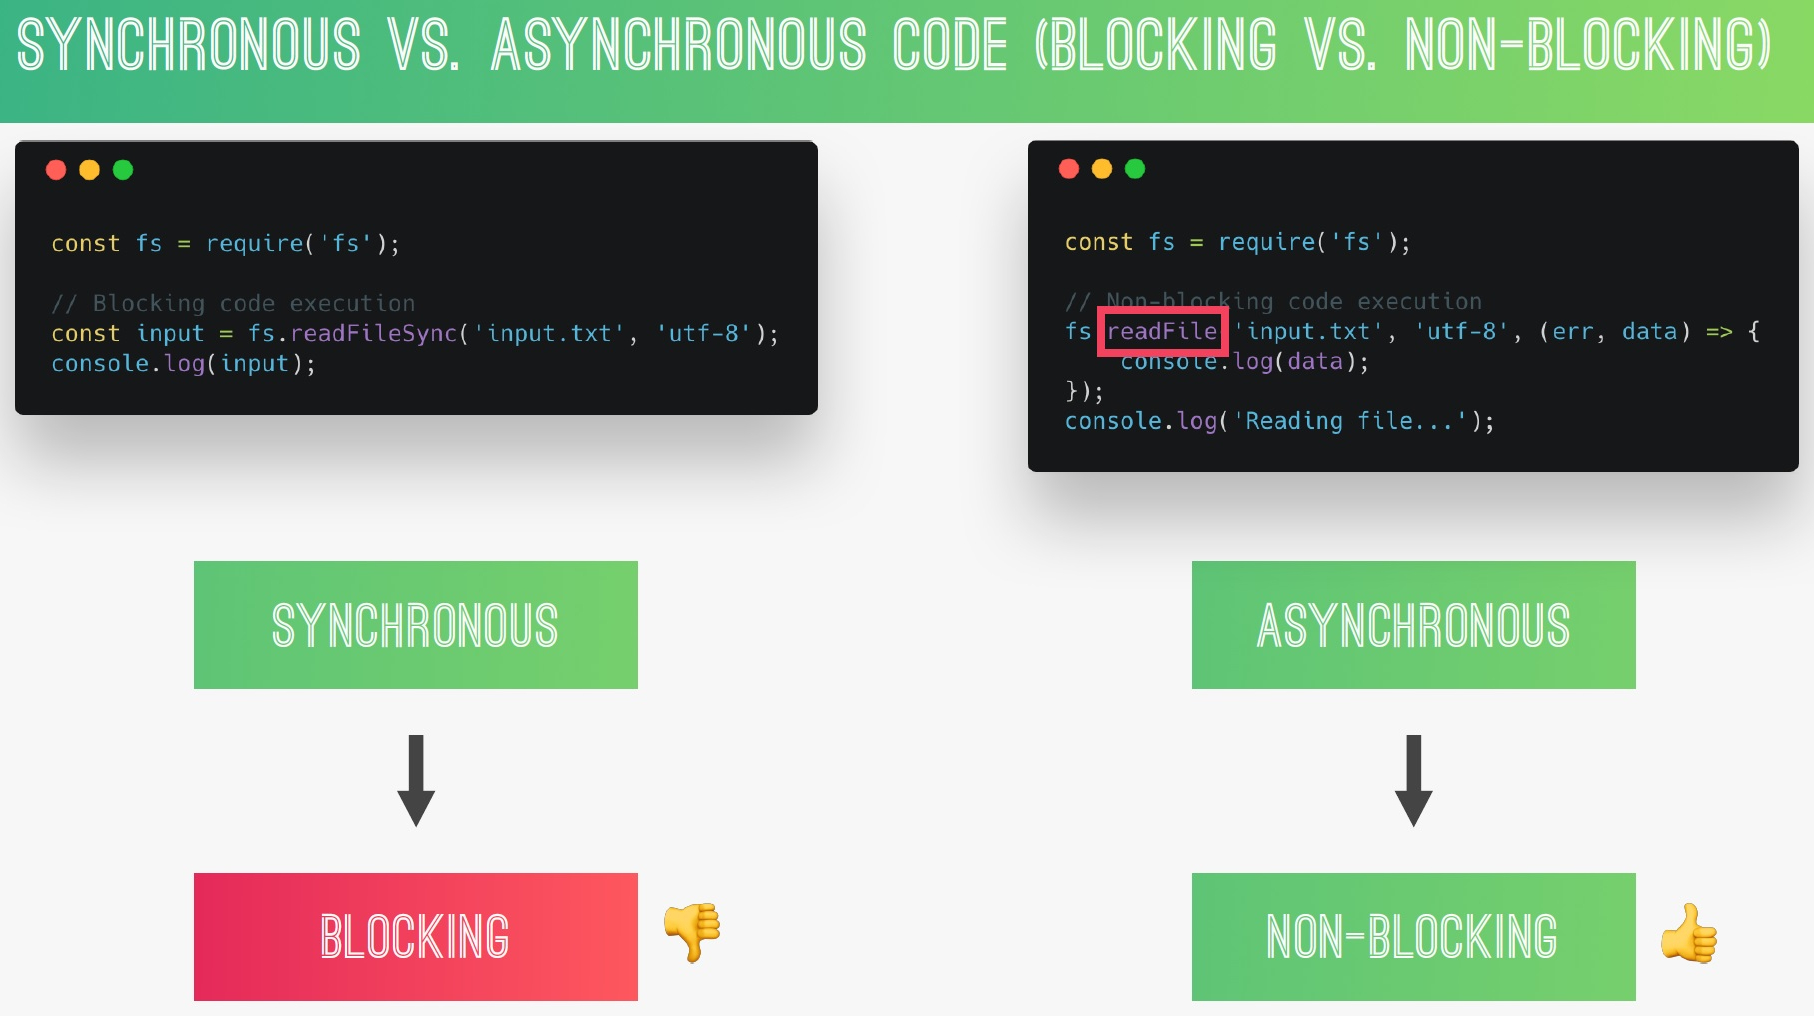 SYNCHRONOUS VS. ASYNCHRONOUS CODE (BLOCKING VS. NON-BLOCKING)
const fs = require('fs');
// Blocking code execution
const input = fs.readFileSync('input.txt', 'utf-8');
console.log(input);
const fs = require('fs');
// Non-blocking code execution
fs readFile 'input.txt', 'utf-8', (err, data) => {
console.log(data);
});
console.log('Reading file...');
SYNCHRONOUS
BLOCKING
ASYNCHRONOUS
NON-BLOCKING